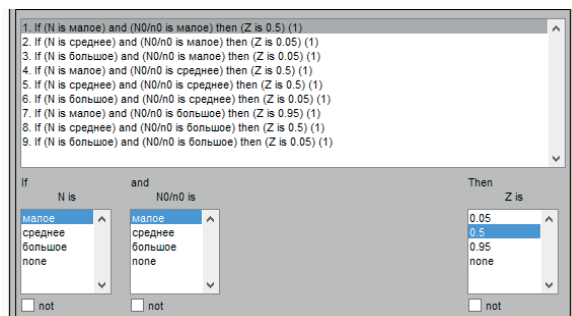 1. If (N is малое) and (N0/n0 is малое) then (Z is 0.5) (1)
2. If (N is среднее) and (N0/n0 is малое) then (Z is 0.05) (1)
3. If (N is большое) and (N0/n0 is малое) then (Z is 0.05) (1)
4. If (N is малое) and (N0/n0 is среднее) then (Z is 0.5) (1)
5. If (N is среднее) and (N0/n0 is среднее) then (Z is 0.5) (1)
6. If (N is большое) and (N0/n0 is среднее) then (Z is 0.05) (1)
7. If (N is малое) and (N0/n0 is большое) then (Z is 0.95) (1)
8. If (N is среднее) and (N0/n0 is большое) then (Z is 0.5) (1)
9. If (N is большое) and (N0/n0 is большое) then (Z is 0.05) (1)
If and Then
N is N0/n0 is Z is
малое малое 0.05
среднее среднее 0.5
большое большое 0.95
none none none
not not not